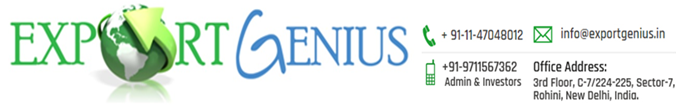 EXPORT GENIUS
+ 91-11-47048012
info@exportgenius.in
+91-9711567362
Admin & Investors
Office Address:
3rd Floor, C-7/224-225, Sector-7,
Rohini, New Delhi, India.